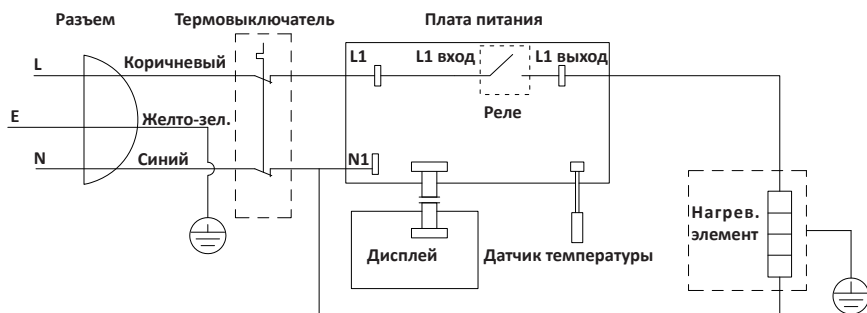 Разъем
Термовыключатель
Плата питания
L
Коричневый
L1
L1 вход
L1 выход
Реле
E
Желто-зел.
N
Синий
N1
Дисплей
Датчик температуры
Нагрев.
элемент